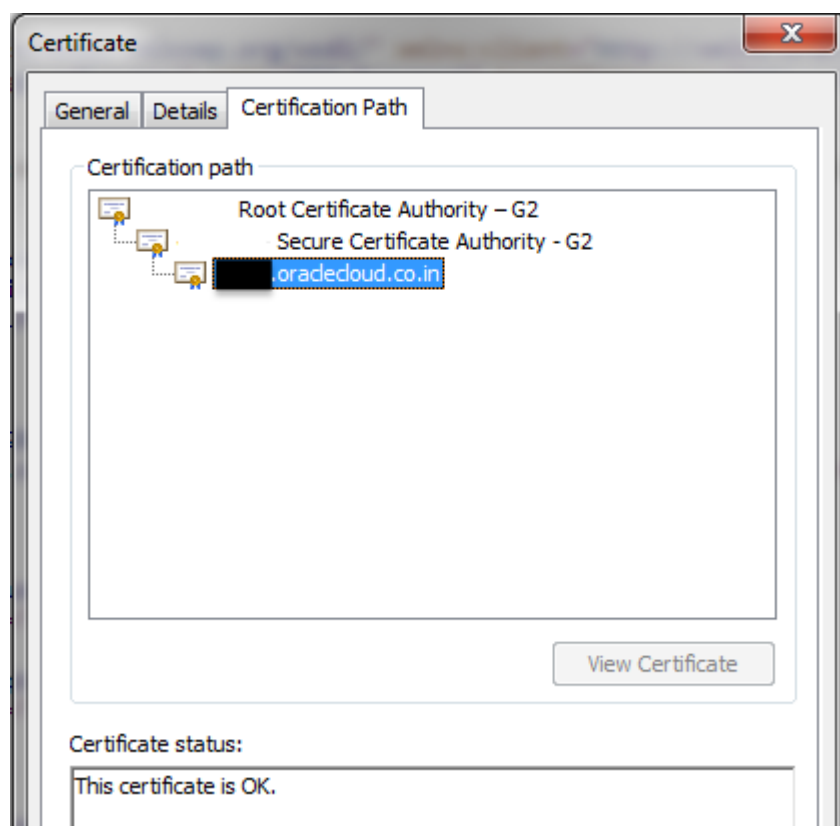 Certificate
General Details Certification Path
Certification path
Root Certificate Authority – G2
Secure Certificate Authority - G2
.oraclecloud.co.in
View Certificate
Certificate status:
This certificate is OK.